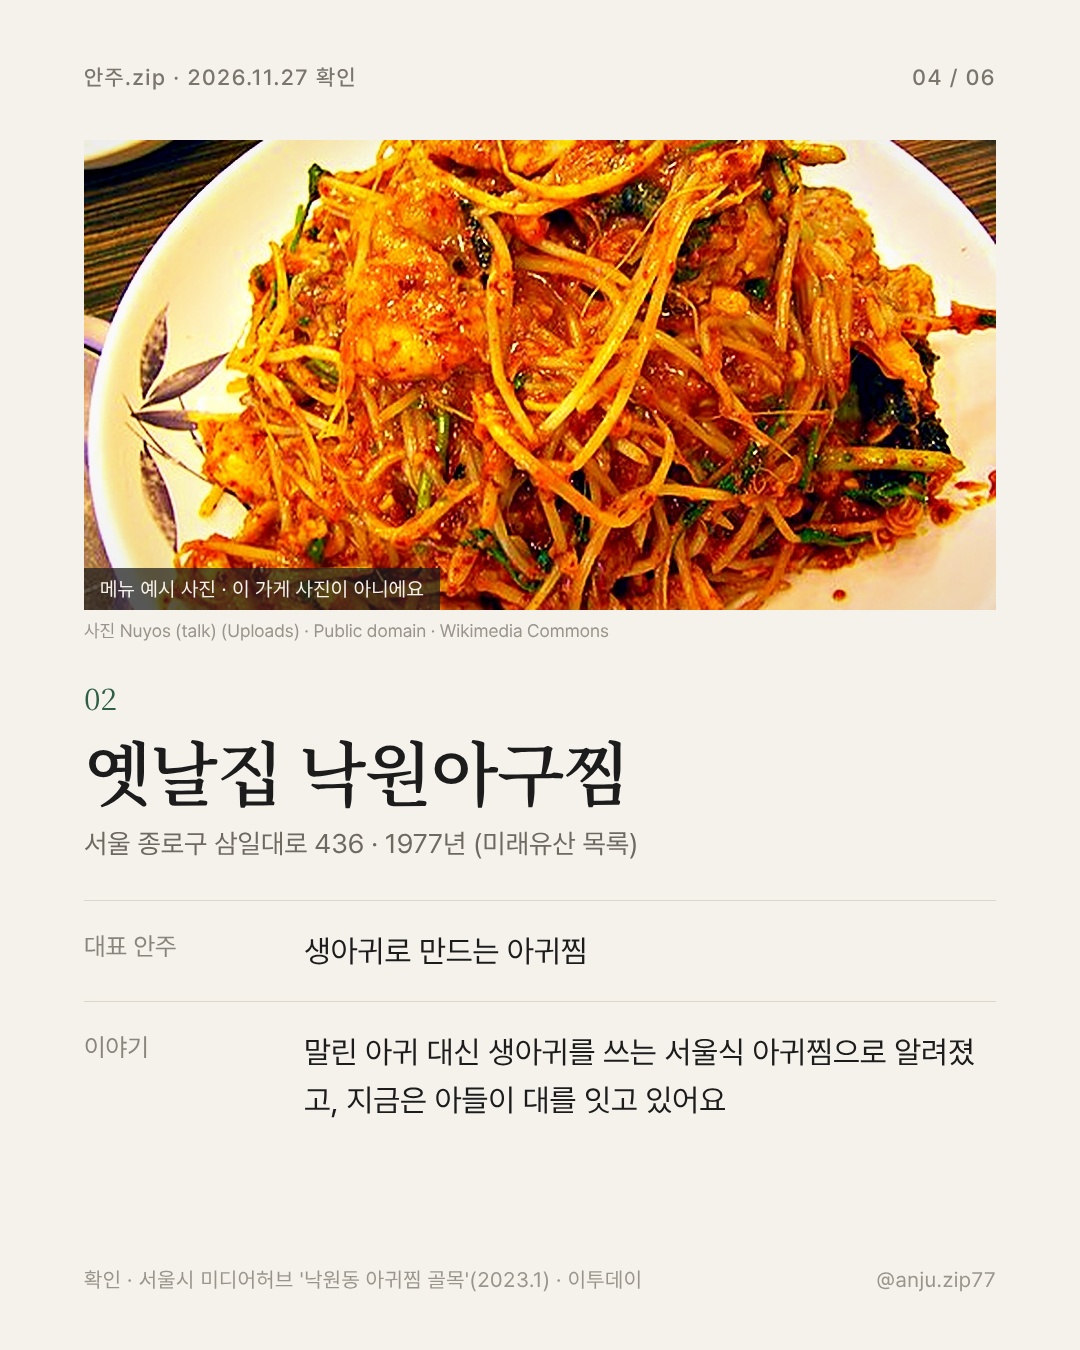 안주.zip · 2026.11.27 확인
04 / 06
메뉴 예시 사진 · 이 가게 사진이 아니에요
사진 Nuyos (talk) (Uploads) · Public domain · Wikimedia Commons
02
옛날집 낙원아구찜
서울 종로구 삼일대로 436 · 1977년 (미래유산 목록)
대표 안주
생아귀로 만드는 아귀찜
이야기
말린 아귀 대신 생아귀를 쓰는 서울식 아귀찜으로 알려졌
고, 지금은 아들이 대를 잇고 있어요
확인 · 서울시 미디어허브 '낙원동 아귀찜 골목'(2023.1) · 이투데이
@anju.zip77